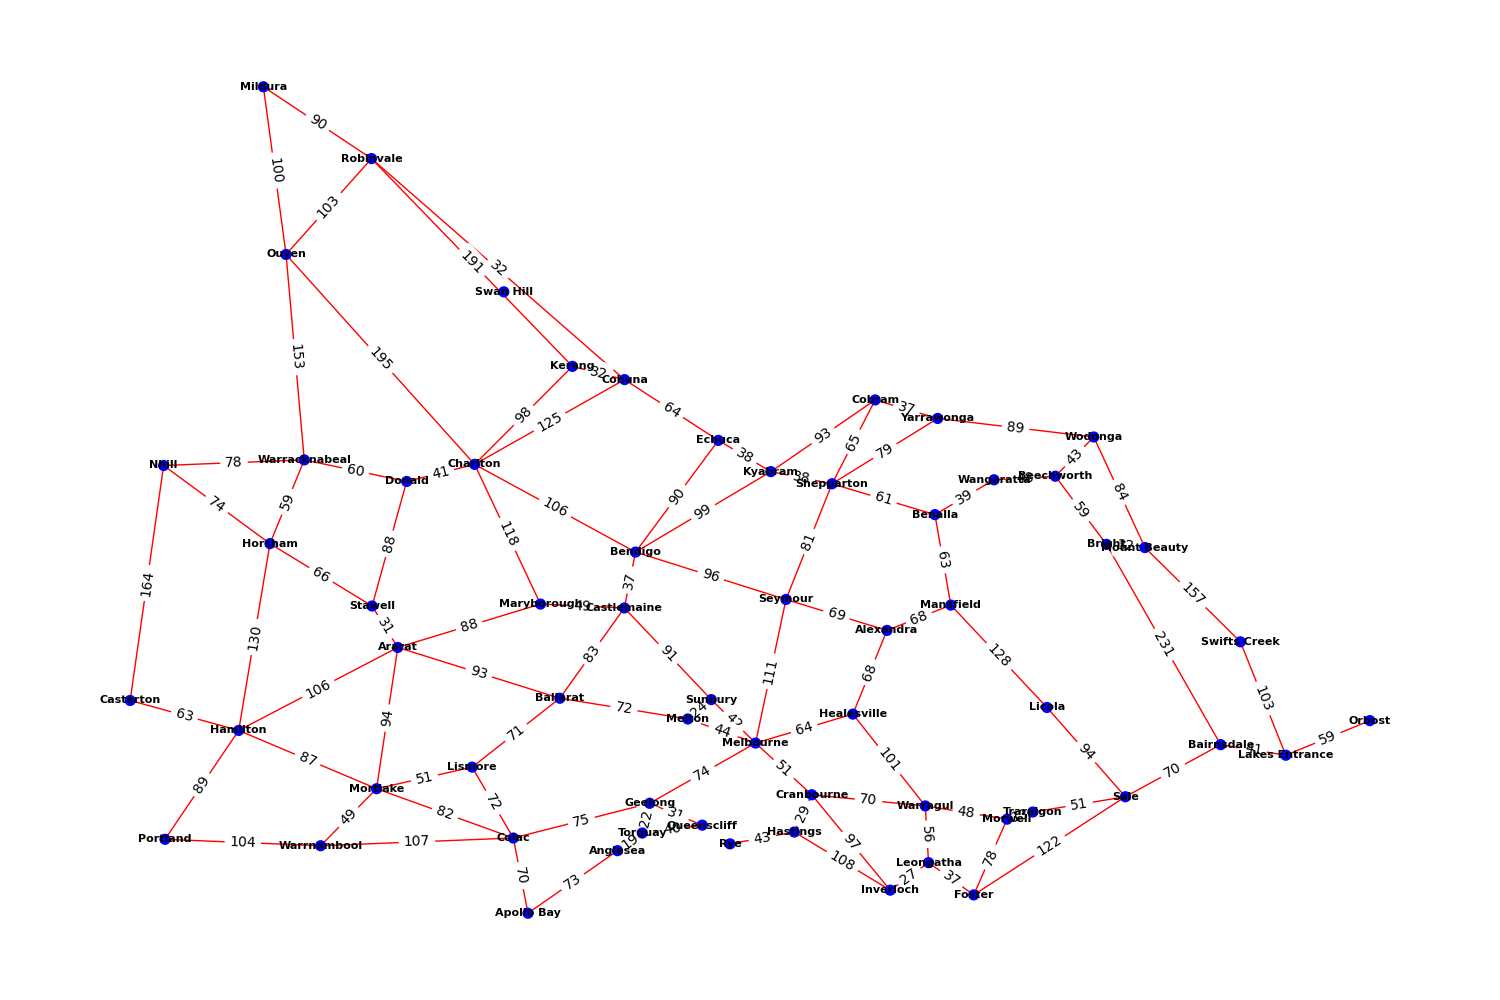 Mildura
90
Robinvale
100
103
Ouyen
191
32
Swan Hill
153
195
Kerang
32
Cohuna
98
125
64
Cobram
37
Yarrawonga
89
Wodonga
93
65
79
43
Echuca
38
Kyabram
38
Shepparton
Nhill
78
Warracknabeal
60
Donald
41
Charlton
Wangaratta
Beechworth
84
74
59
106
90
99
61
39
Benalla
59
Horsham
88
118
Bendigo
81
63
Bright
Mount Beauty
164
66
37
96
157
Stawell
31
Maryborough
49
Castlemaine
Seymour
69
68
Mansfield
88
Alexandra
130
Ararat
83
91
128
231
Swifts Creek
106
93
111
68
103
Casterton
63
94
Ballarat
72
Sunbury
24
42
Melton
44
Licola
Hamilton
Melbourne
64
Healesville
Orbost
59
Bairnsdale
41
Lakes Entrance
87
71
74
51
101
94
70
89
51
Lismore
Mortlake
72
82
75
Geelong
31
22
Cranbourne
29
70
Warragul
48
Traralgon
51
Sale
Morwell
49
Torquay
40
Queenscliff
19
Portland
104
Warrnambool
107
Colac
Anglesea
Rye
43
Hastings
97
108
56
Leongatha
78
122
70
73
27
37
Inverloch
Foster
Apollo Bay